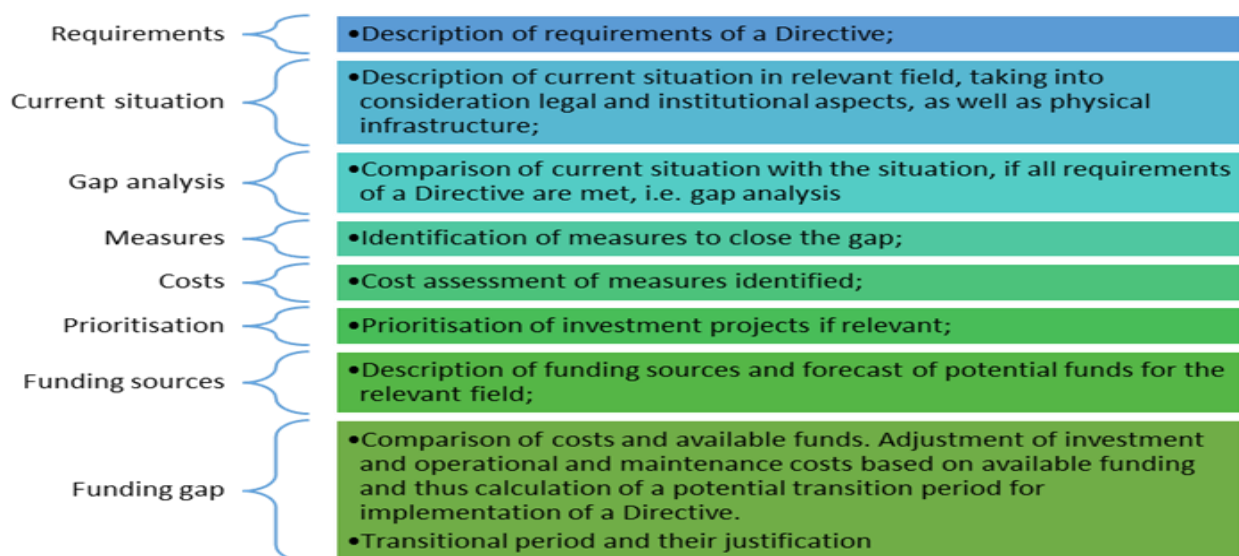 Requirements
•Description of requirements of a Directive;
Current situation
•Description of current situation in relevant field, taking into
consideration legal and institutional aspects, as well as physical
infrastructure;
Gap analysis
•Comparison of current situation with the situation, if all requirements
of a Directive are met, i.e. gap analysis
Measures
•Identification of measures to close the gap;
Costs
•Cost assessment of measures identified;
Prioritisation
•Prioritisation of investment projects if relevant;
Funding sources
•Description of funding sources and forecast of potential funds for the
relevant field;
Funding gap
•Comparison of costs and available funds. Adjustment of investment
and operational and maintenance costs based on available funding
and thus calculation of a potential transition period for
implementation of a Directive.
•Transitional period and their justification